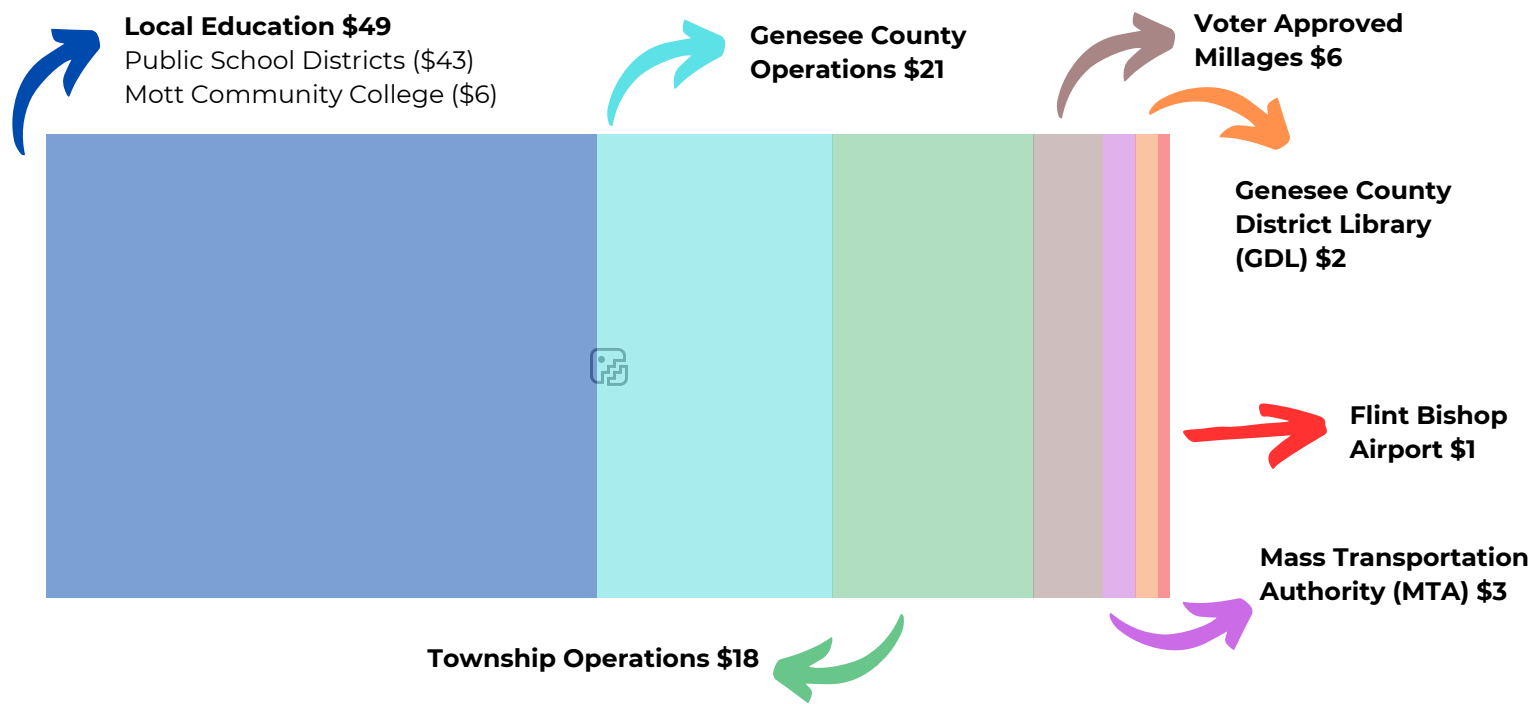 Local Education $49
Public School Districts ($43)
Mott Community College ($6)
Genesee County
Operations $21
Voter Approved
Millages $6
Genesee County
District Library
(GDL) $2
Flint Bishop
Airport $1
Mass Transportation
Authority (MTA) $3
Township Operations $18